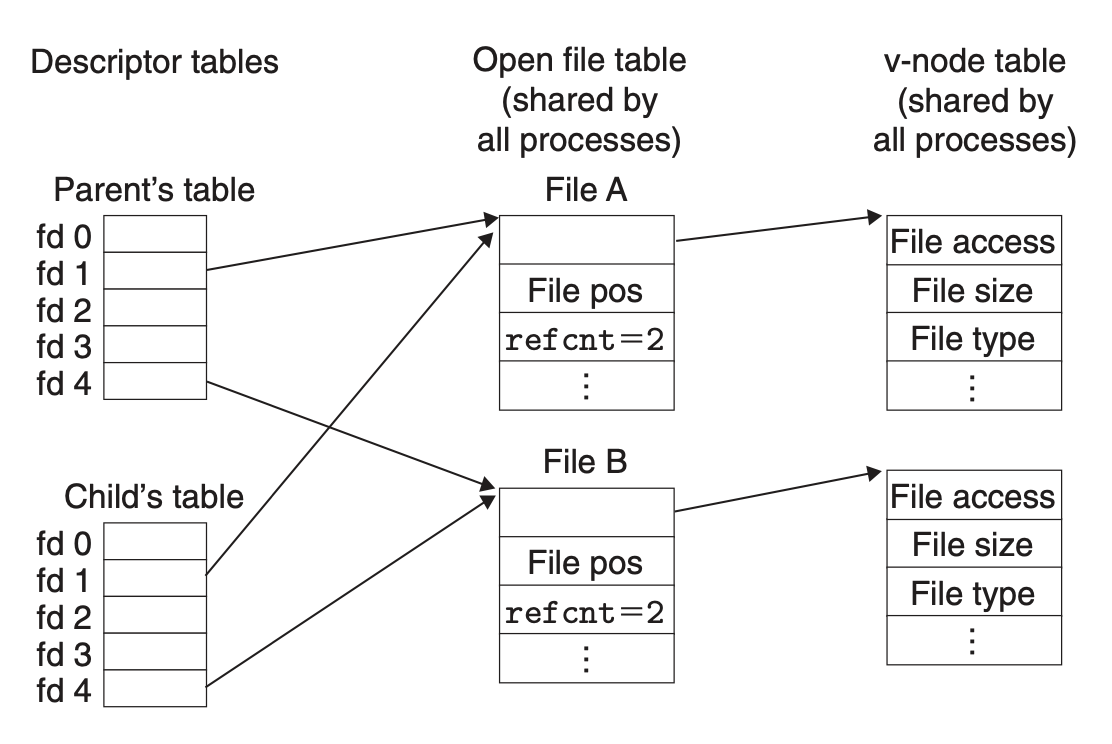 Descriptor tables
Open file table
(shared by
all processes)
v-node table
(shared by
all processes)
Parent’s table
fd 0
fd 1
fd 2
fd 3
fd 4
Child’s table
fd 0
fd 1
fd 2
fd 3
fd 4
File A
File pos
refcnt=2
⋮
File B
File pos
refcnt=2
⋮
File access
File size
File type
⋮
File access
File size
File type
⋮